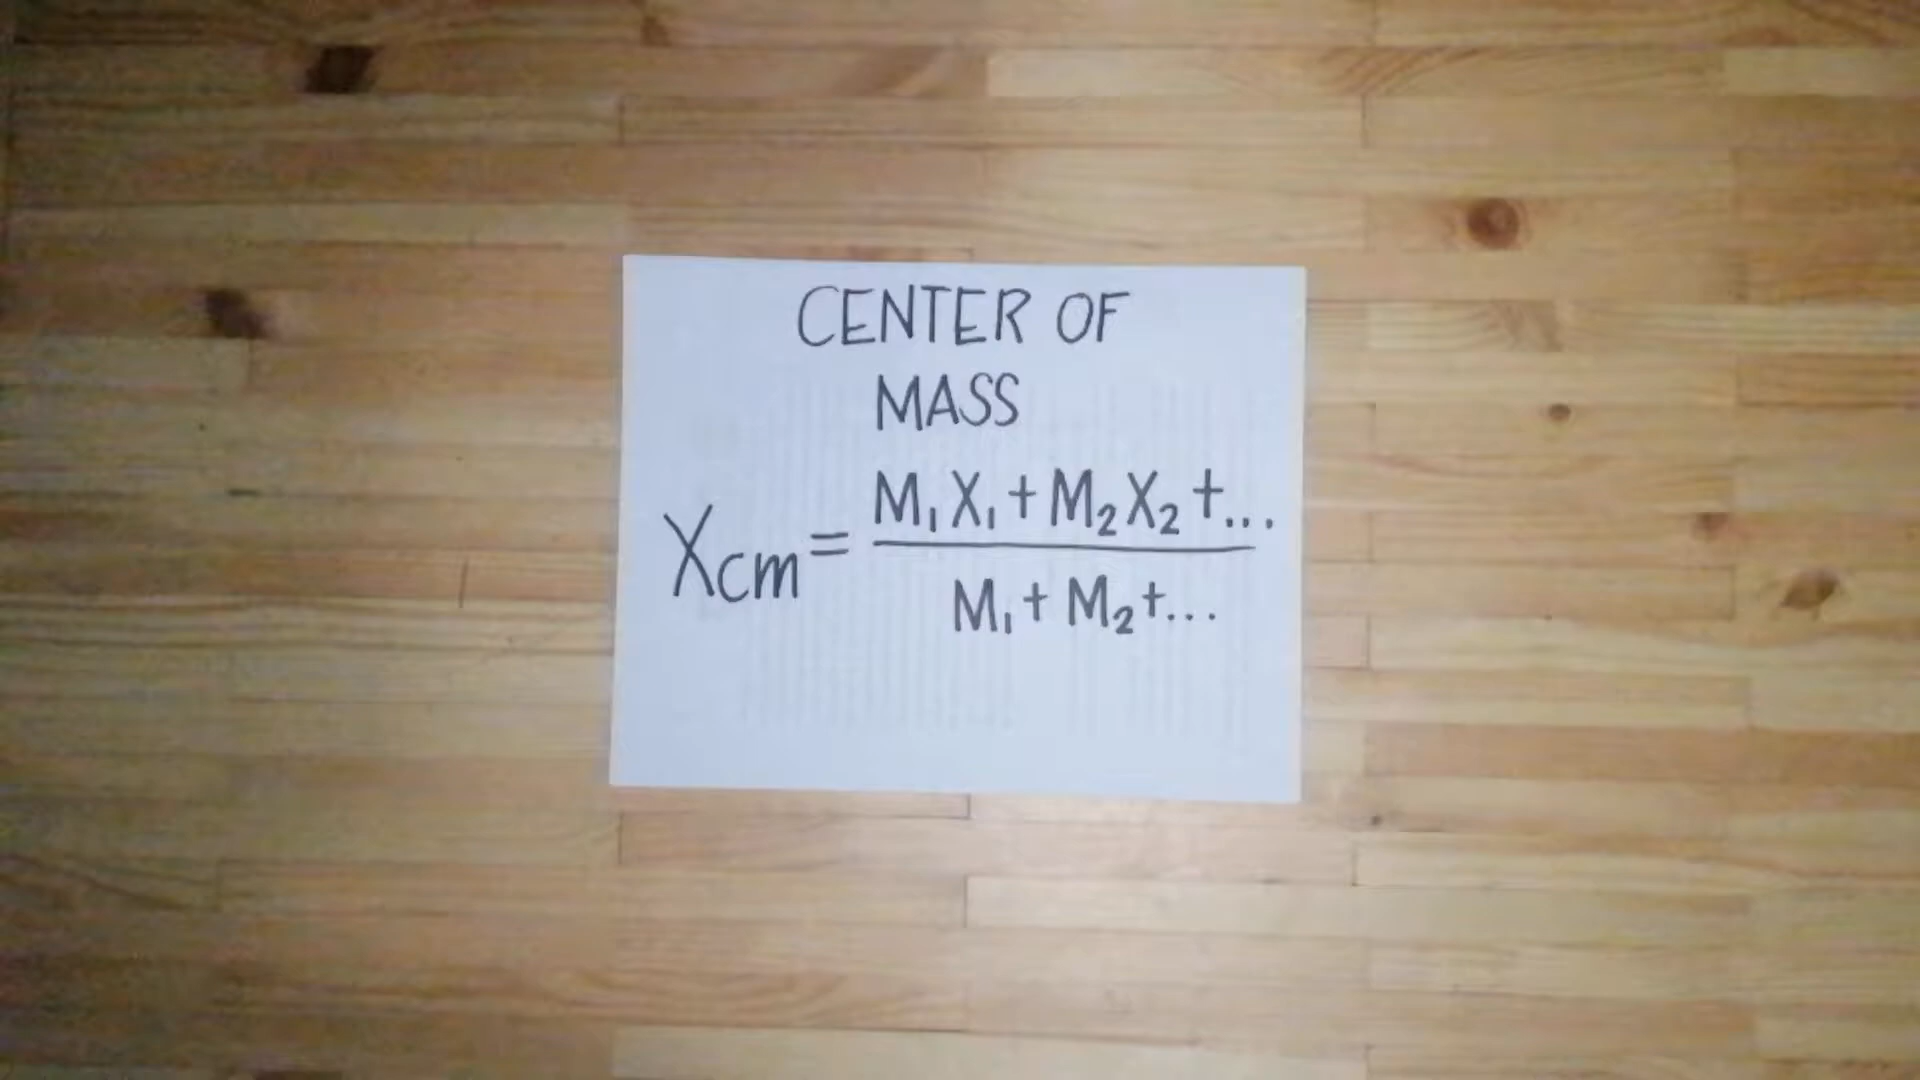 CENTER OF
MASS
Xcm = M₁X₁ + M₂X₂ + ...
M₁ + M₂ + ...